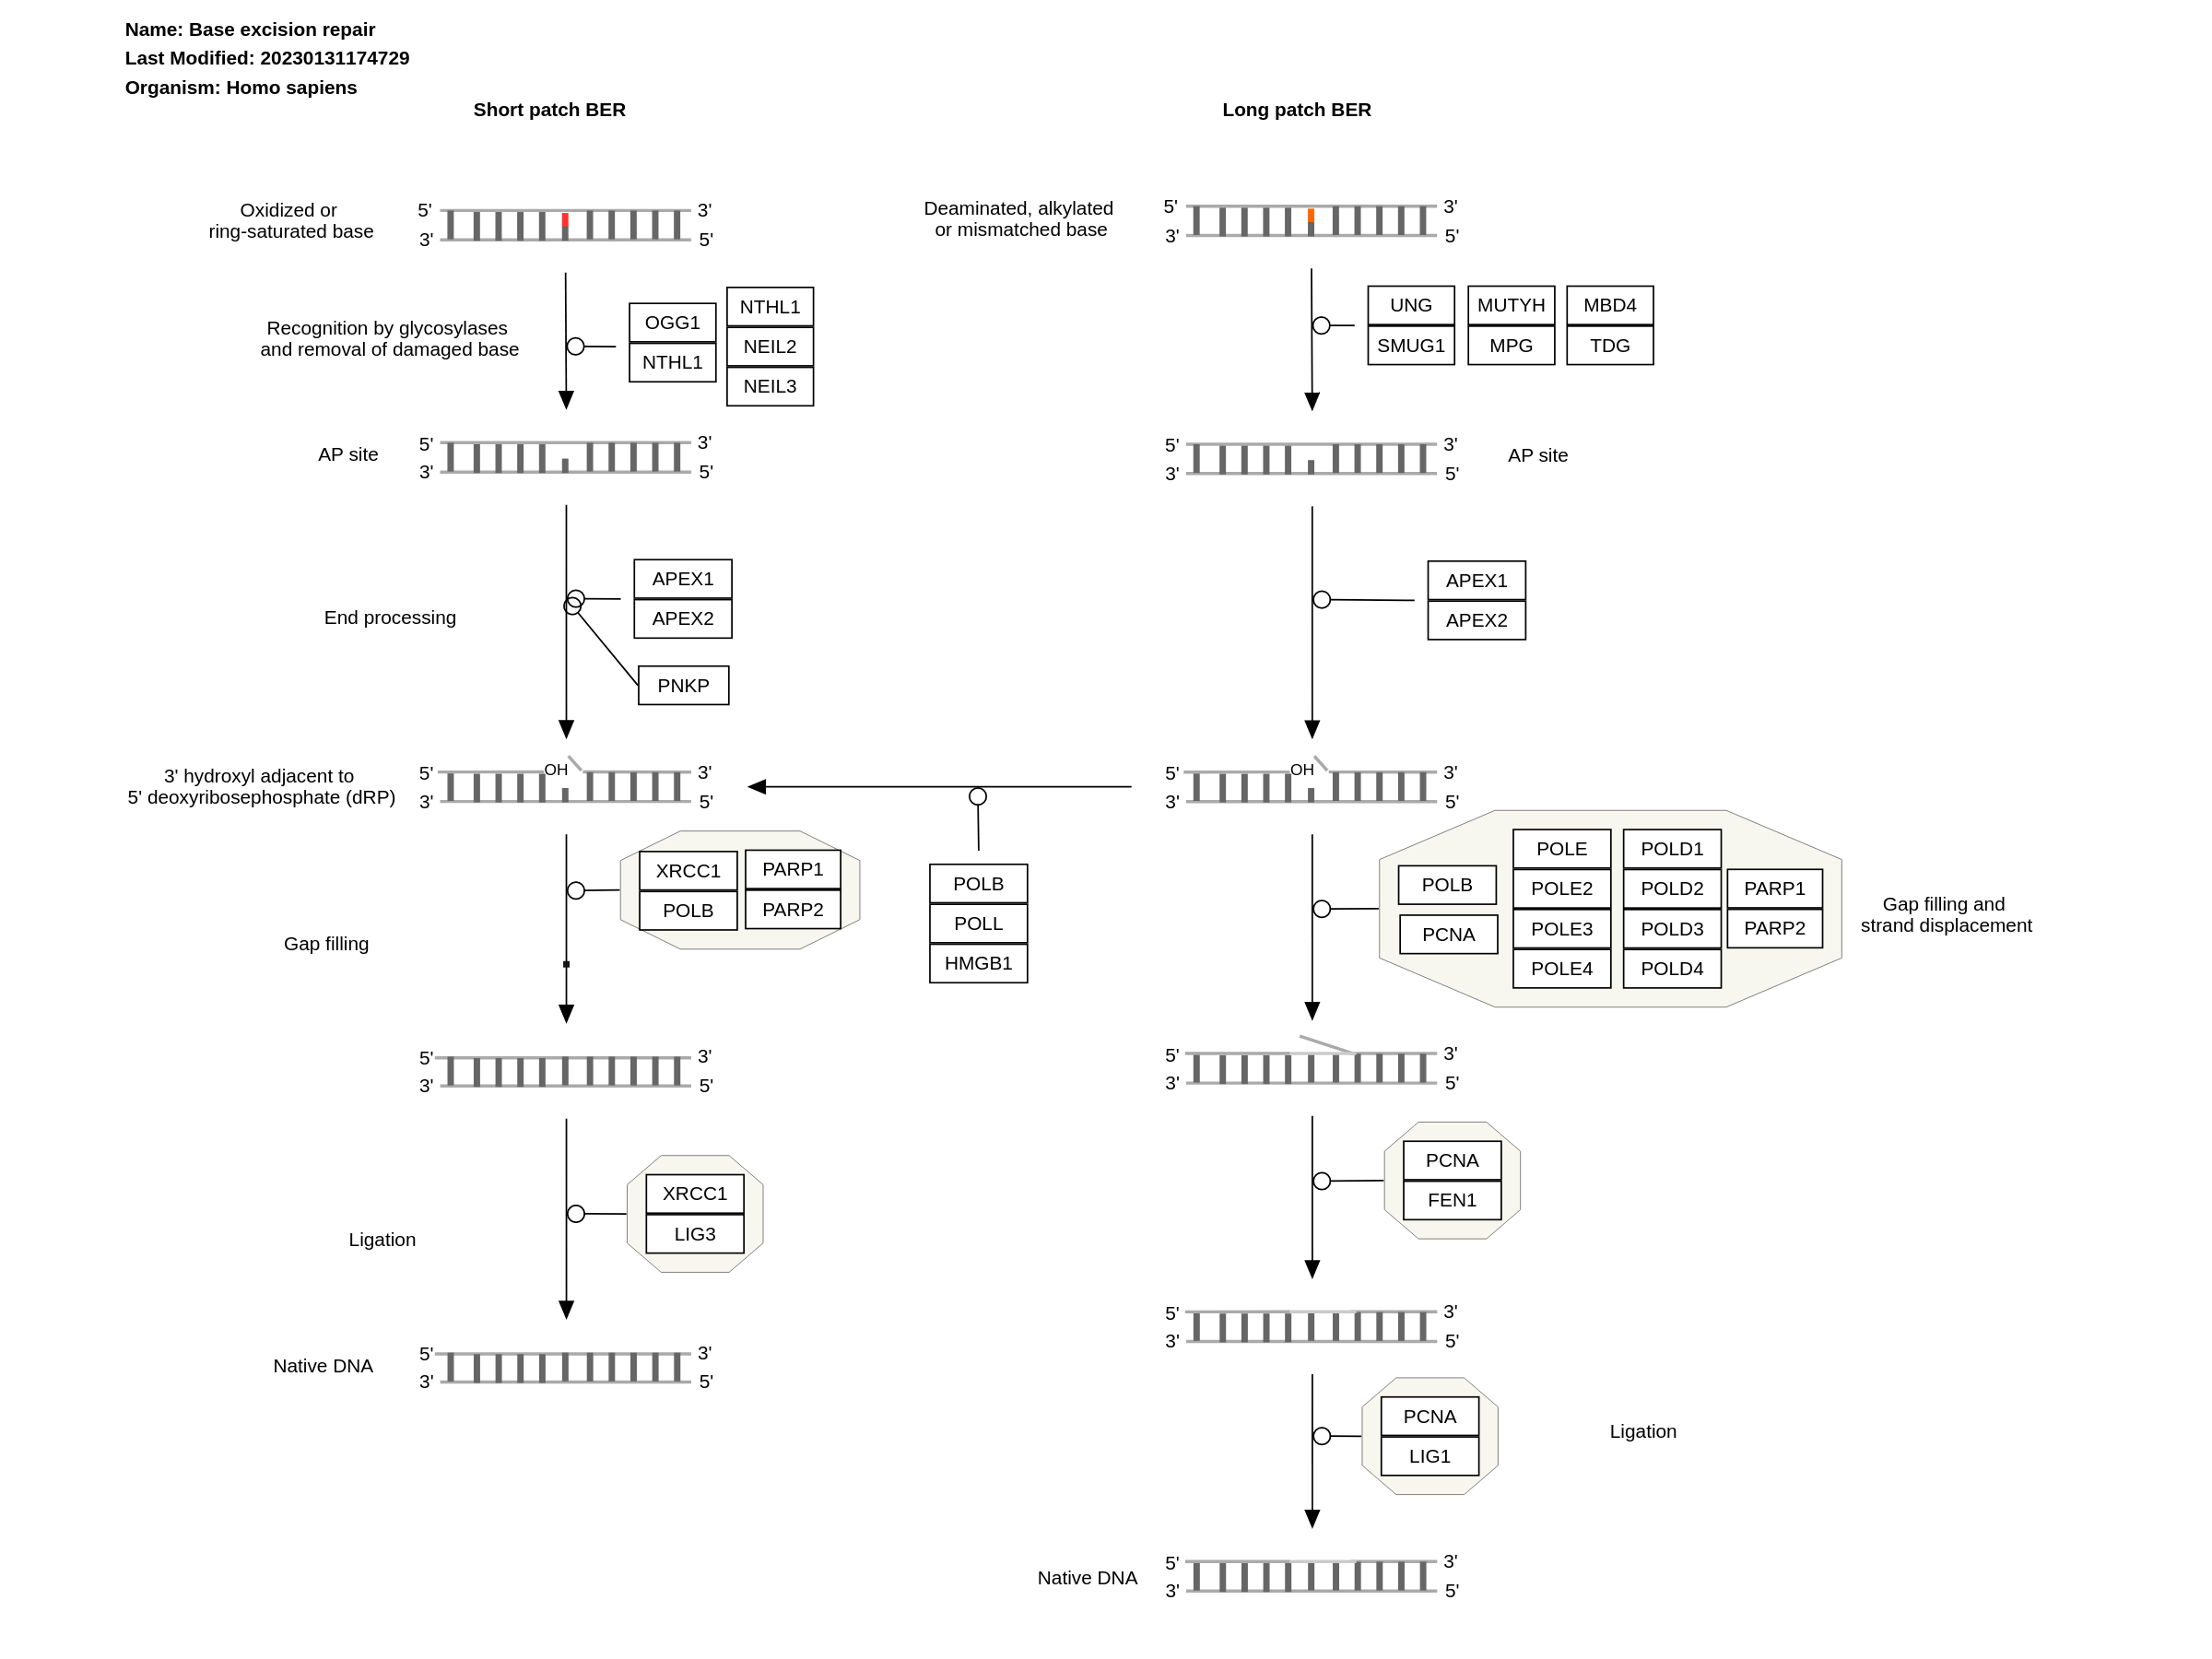 Name: Base excision repair
Last Modified: 20230131174729
Organism: Homo sapiens
Short patch BER
Oxidized or
ring-saturated base
5'
3'
3'
5'
Recognition by glycosylases
and removal of damaged base
OGG1
NTHL1
NTHL1
NEIL2
NEIL3
AP site
5'
3'
3'
5'
End processing
APEX1
APEX2
PNKP
3' hydroxyl adjacent to
5' deoxyribosephosphate (dRP)
5'
OH
3'
3'
5'
Gap filling
XRCC1
POLB
PARP1
PARP2
5'
3'
3'
5'
Ligation
XRCC1
LIG3
Native DNA
5'
3'
3'
5'
POLB
POLL
HMGB1
Long patch BER
Deaminated, alkylated
or mismatched base
5'
3'
3'
5'
UNG
SMUG1
MUTYH
MPG
MBD4
TDG
5'
3'
3'
5'
AP site
APEX1
APEX2
5'
OH
3'
3'
5'
POLB
PCNA
POLE
POLE2
POLE3
POLE4
POLD1
POLD2
POLD3
POLD4
PARP1
PARP2
Gap filling and
strand displacement
5'
3'
3'
5'
PCNA
FEN1
5'
3'
3'
5'
PCNA
LIG1
Ligation
Native DNA
5'
3'
3'
5'